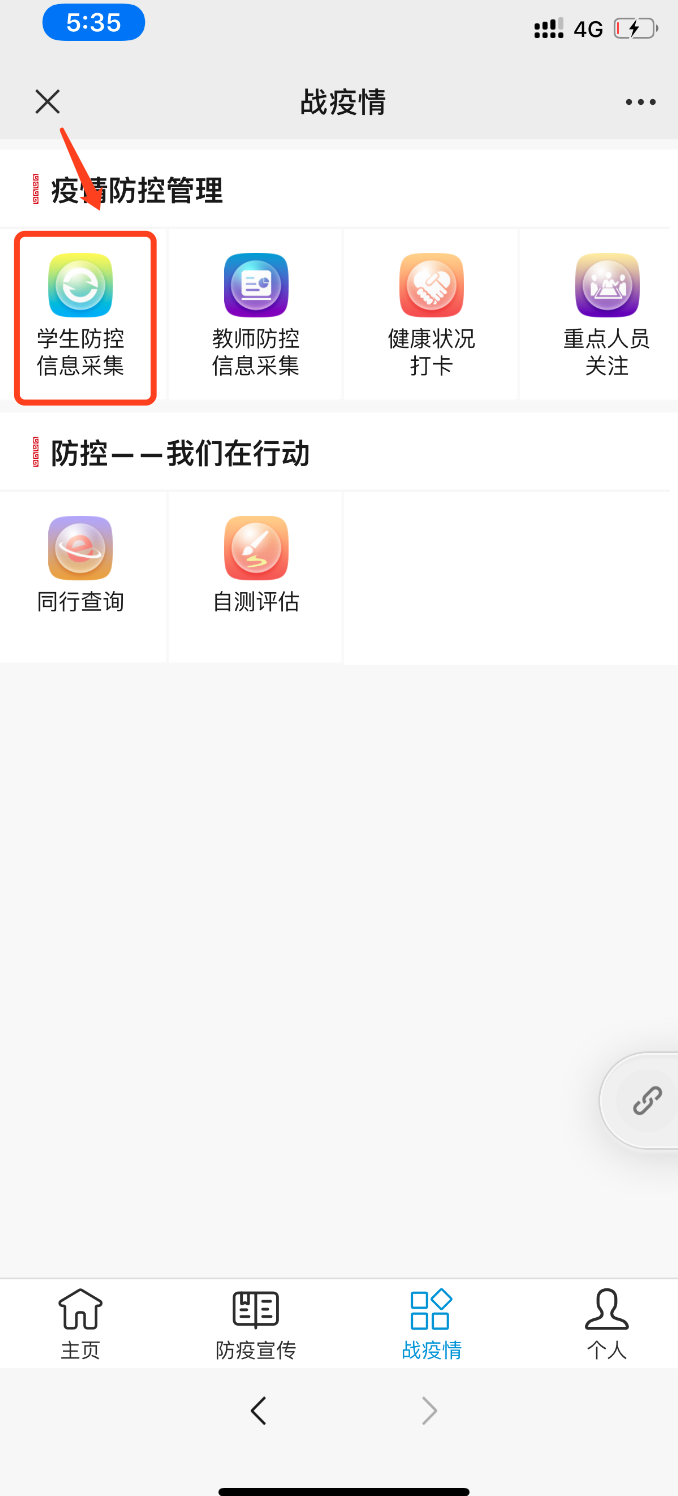 5:35
4G
战疫情
疫情防控管理
学生防控
信息采集
教师防控
信息采集
健康状况
打卡
重点人员
关注
防控——我们在行动
同行查询
自测评估
主页
防疫宣传
战疫情
个人